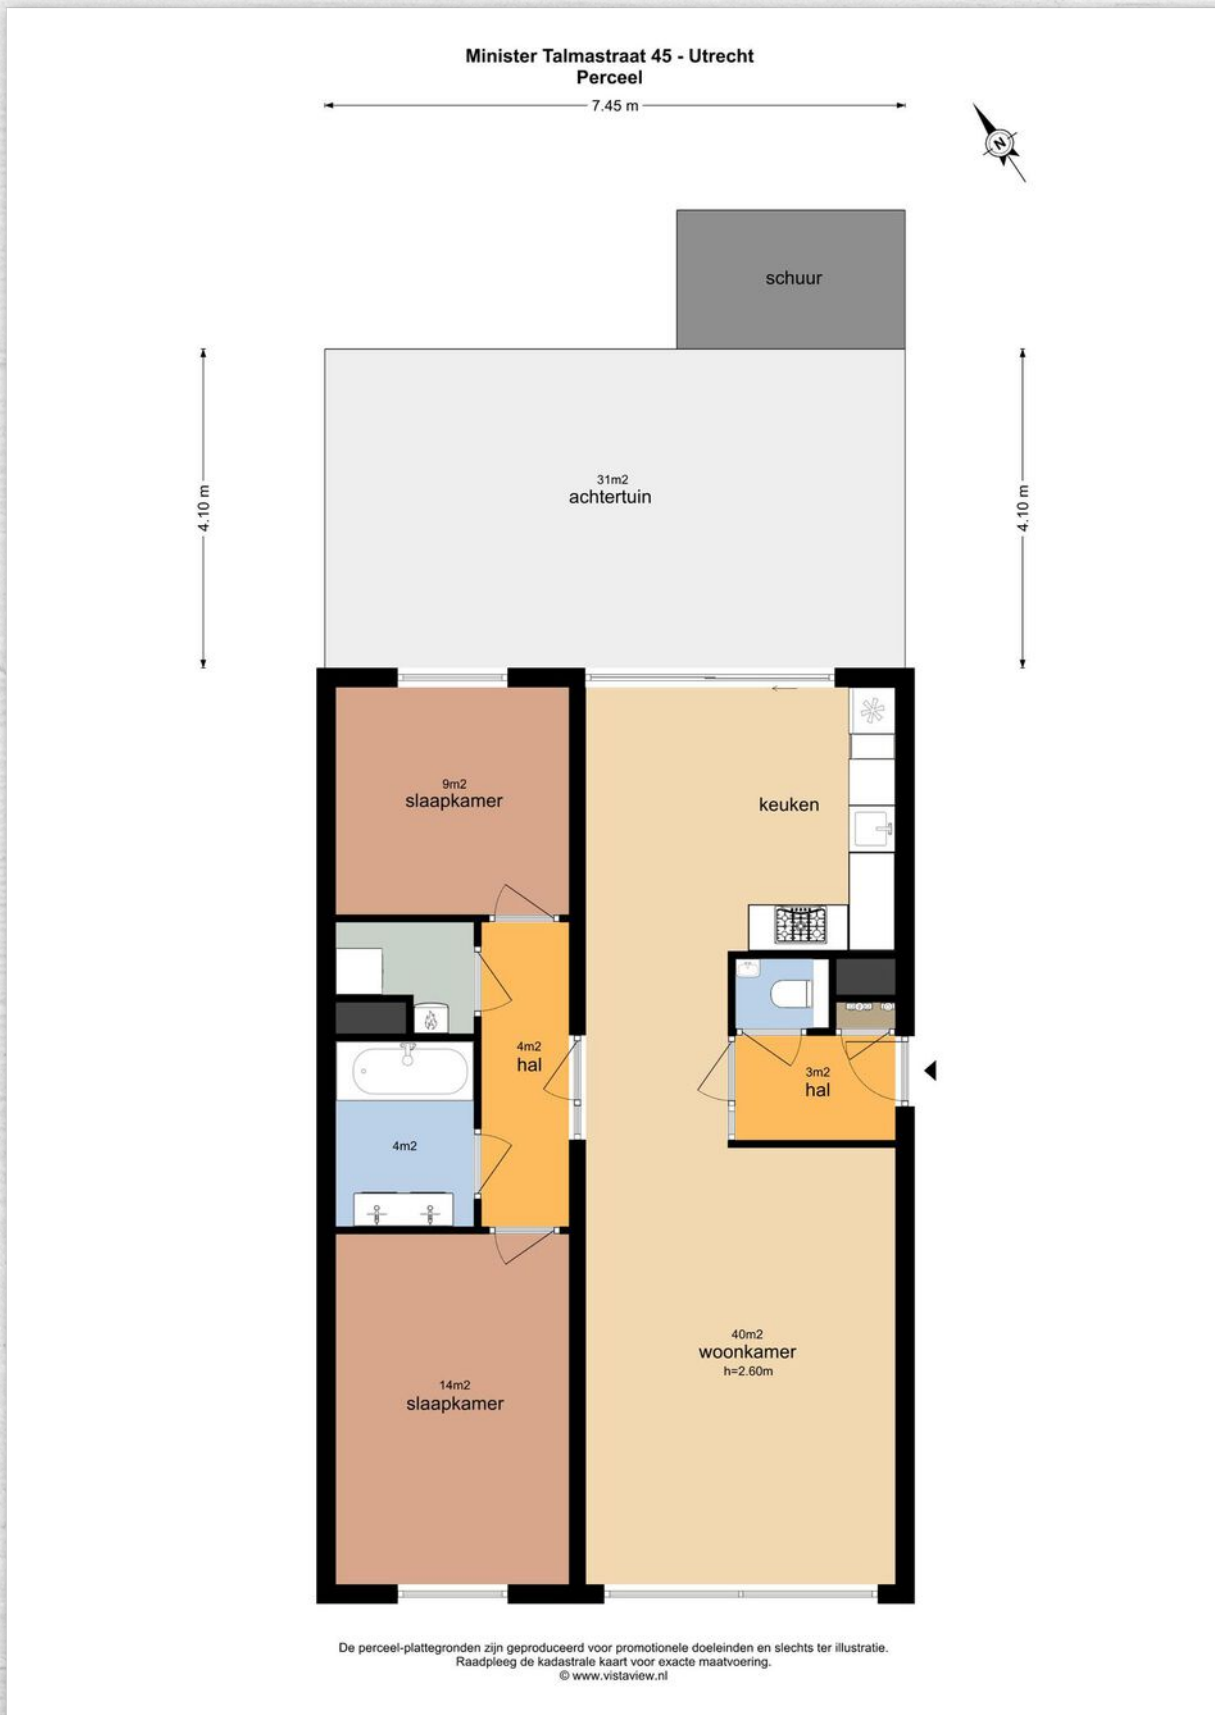 Minister Talmastraat 45 - Utrecht
Perceel
7.45 m
N
schuur
4.10 m
4.10 m
31m2
achtertuin
9m2
slaapkamer
keuken
4m2
hal
3m2
hal
4m2
40m2
woonkamer
h=2.60m
14m2
slaapkamer
De perceel-plattegronden zijn geproduceerd voor promotionele doeleinden en slechts ter illustratie.
Raadpleeg de kadastrale kaart voor exacte maatvoering.
© www.vistaview.nl